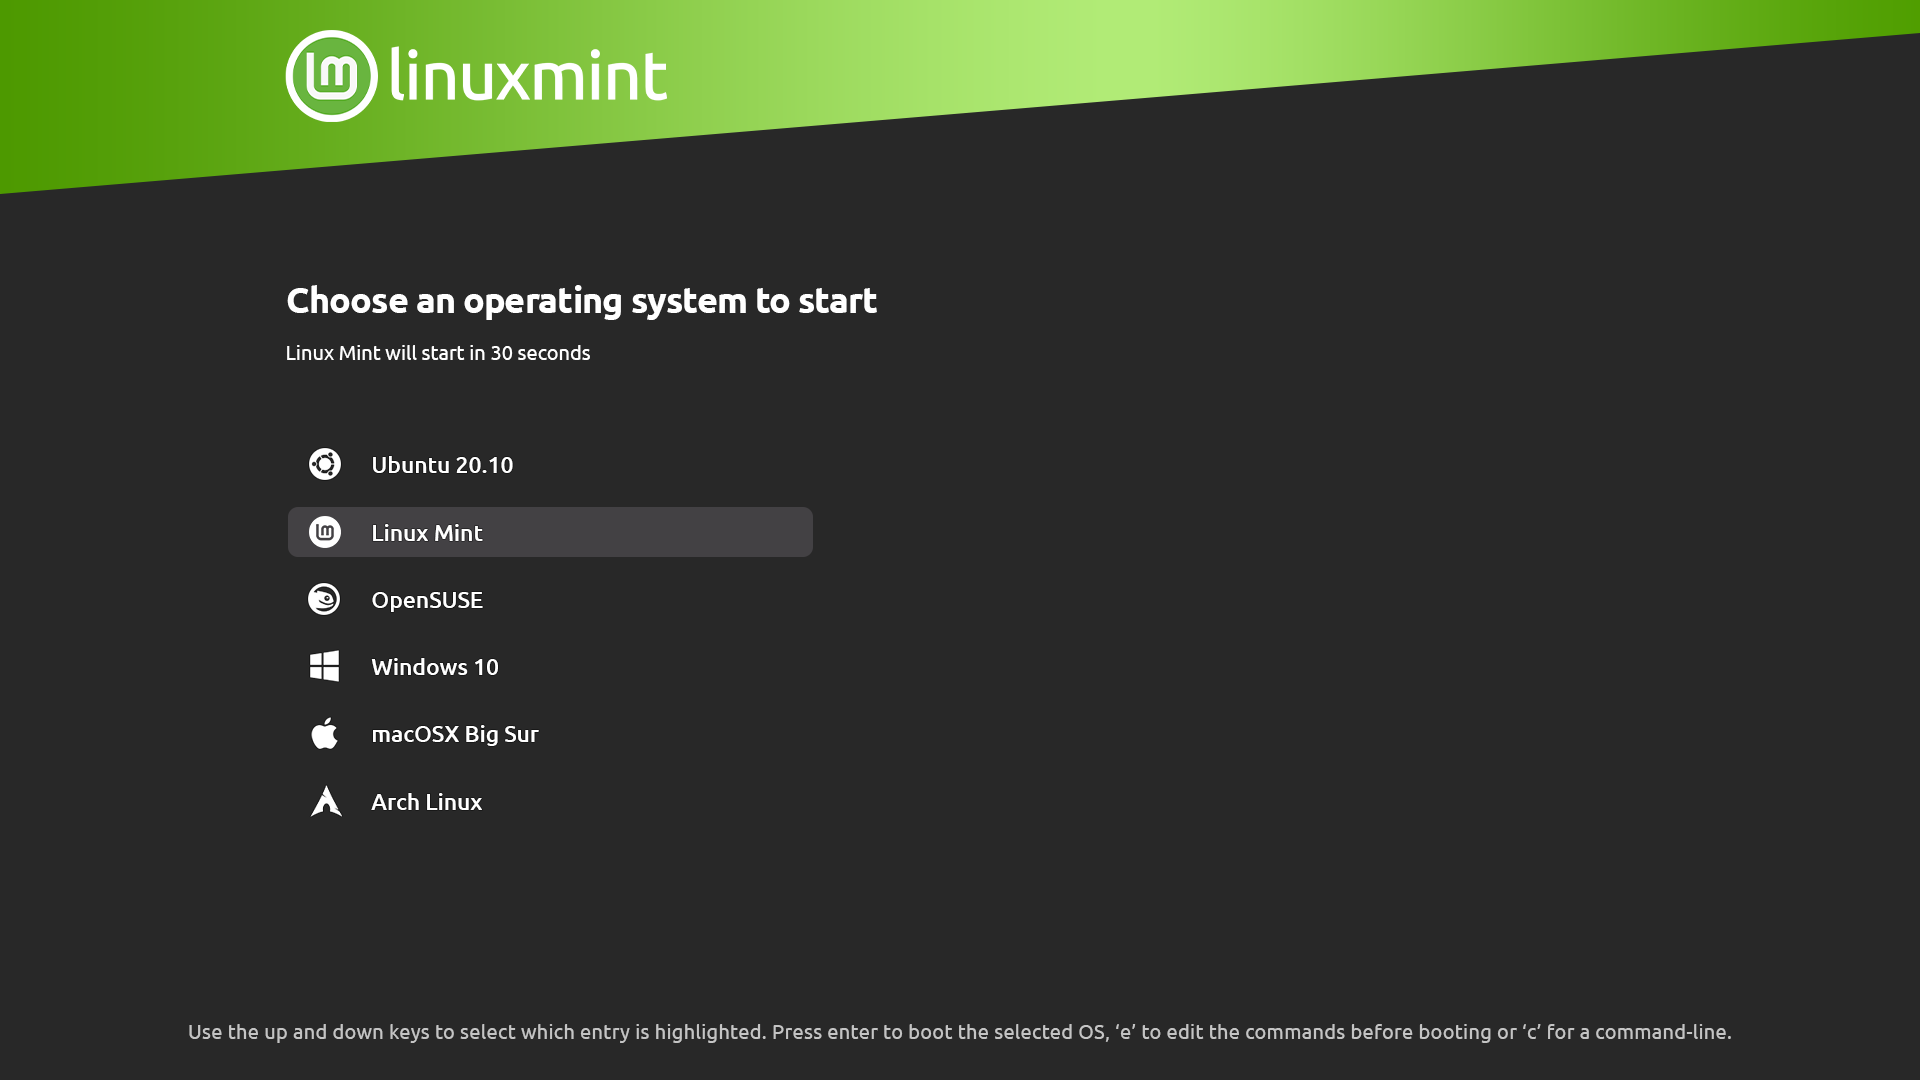 linuxmint
Choose an operating system to start
Linux Mint will start in 30 seconds
Ubuntu 20.10
Linux Mint
OpenSUSE
Windows 10
macOSX Big Sur
Arch Linux
Use the up and down keys to select which entry is highlighted. Press enter to boot the selected OS, ‘e’ to edit the commands before booting or ‘c’ for a command-line.